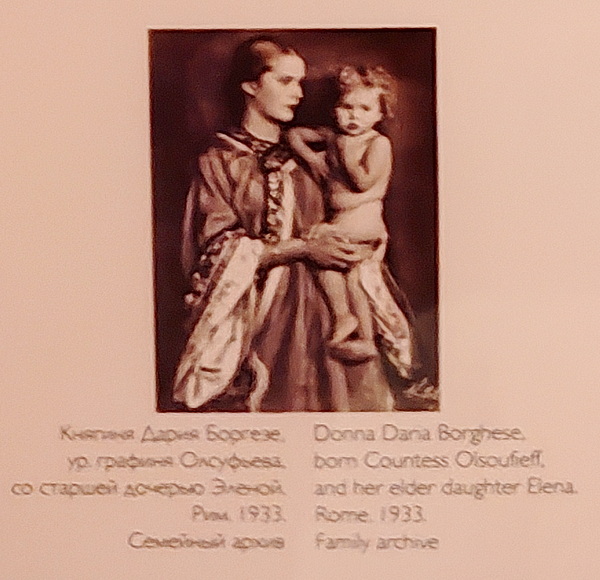 Княгиня Дария Боргезе,
ур. графиня Олсуфьева,
со старшей дочерью Эленой.
Рим. 1933.
Семейный архив
Donna Daria Borghese,
born Countess Olsoufieff,
and her elder daughter Elena.
Rome. 1933.
Family archive